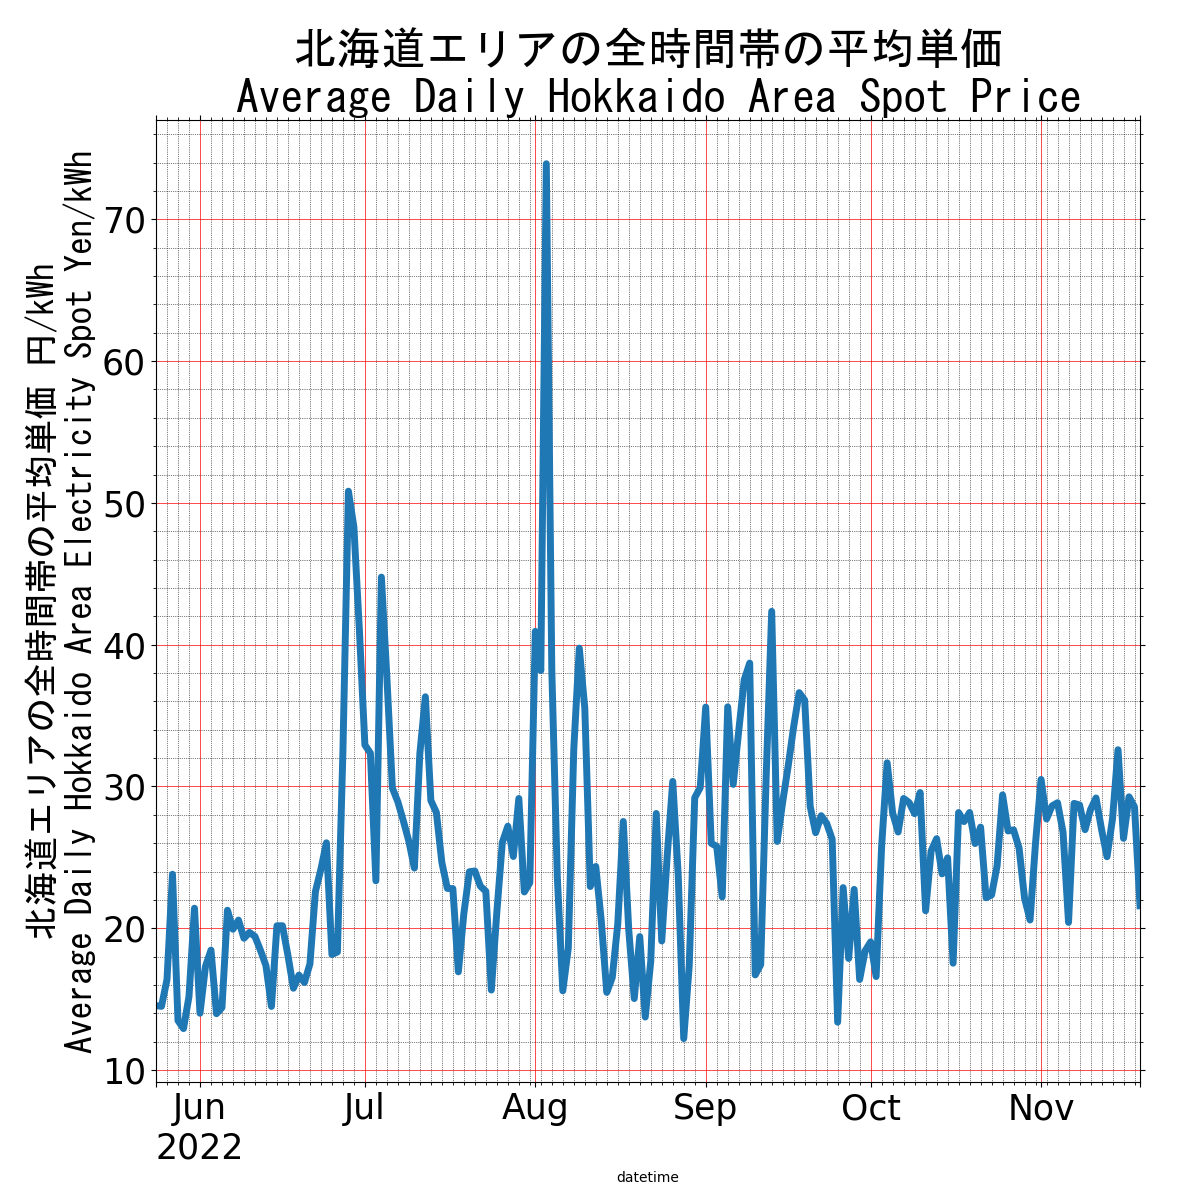 北海道エリアの全時間帯の平均単価
Average Daily Hokkaido Area Spot Price
北海道エリアの全時間帯の平均単価 円/kWh
Average Daily Hokkaido Area Electricity Spot Yen/kWh
70
60
50
40
30
20
10
Jun Jul Aug Sep Oct Nov
2022
datetime